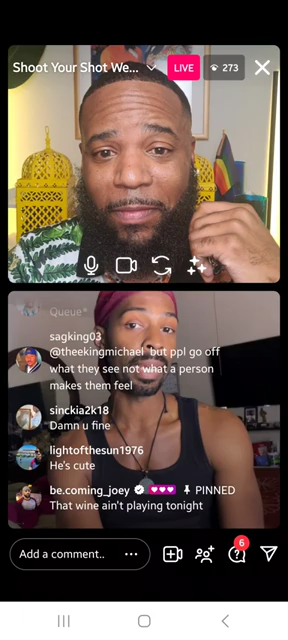 Shoot Your Shot We...
LIVE
273
Queue*
sagking03
@theekingmichael but ppl go off
what they see not what a person
makes them feel
sinckia2k18
Damn u fine
lightofthesun1976
He's cute
be.coming_joey PINNED
That wine ain't playing tonight
6
Add a comment..